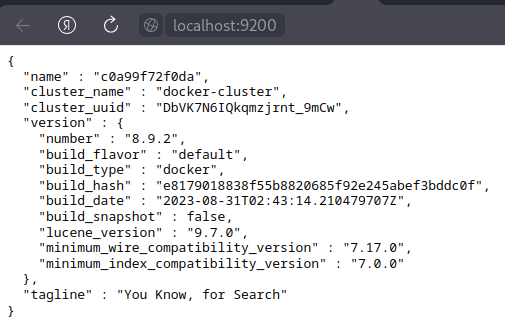 Я localhost:9200
{
  "name" : "c0a99f72f0da",
  "cluster_name" : "docker-cluster",
  "cluster_uuid" : "DbVK7N6IQkqmzjrnt_9mCw",
  "version" : {
    "number" : "8.9.2",
    "build_flavor" : "default",
    "build_type" : "docker",
    "build_hash" : "e8179018838f55b8820685f92e245abef3bddc0f",
    "build_date" : "2023-08-31T02:43:14.210479707Z",
    "build_snapshot" : false,
    "lucene_version" : "9.7.0",
    "minimum_wire_compatibility_version" : "7.17.0",
    "minimum_index_compatibility_version" : "7.0.0"
  },
  "tagline" : "You Know, for Search"
}